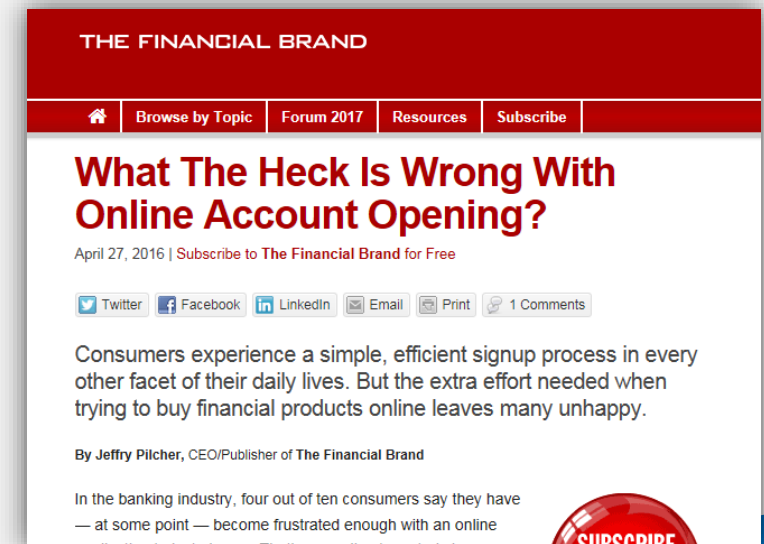 THE FINANCIAL BRAND
Browse by Topic Forum 2017 Resources Subscribe
What The Heck Is Wrong With
Online Account Opening?
April 27, 2016 | Subscribe to The Financial Brand for Free
Twitter Facebook LinkedIn Email Print 1 Comments
Consumers experience a simple, efficient signup process in every
other facet of their daily lives. But the extra effort needed when
trying to buy financial products online leaves many unhappy.
By Jeffry Pilcher, CEO/Publisher of The Financial Brand
In the banking industry, four out of ten consumers say they have
— at some point — become frustrated enough with an online
SUBSCRIBE